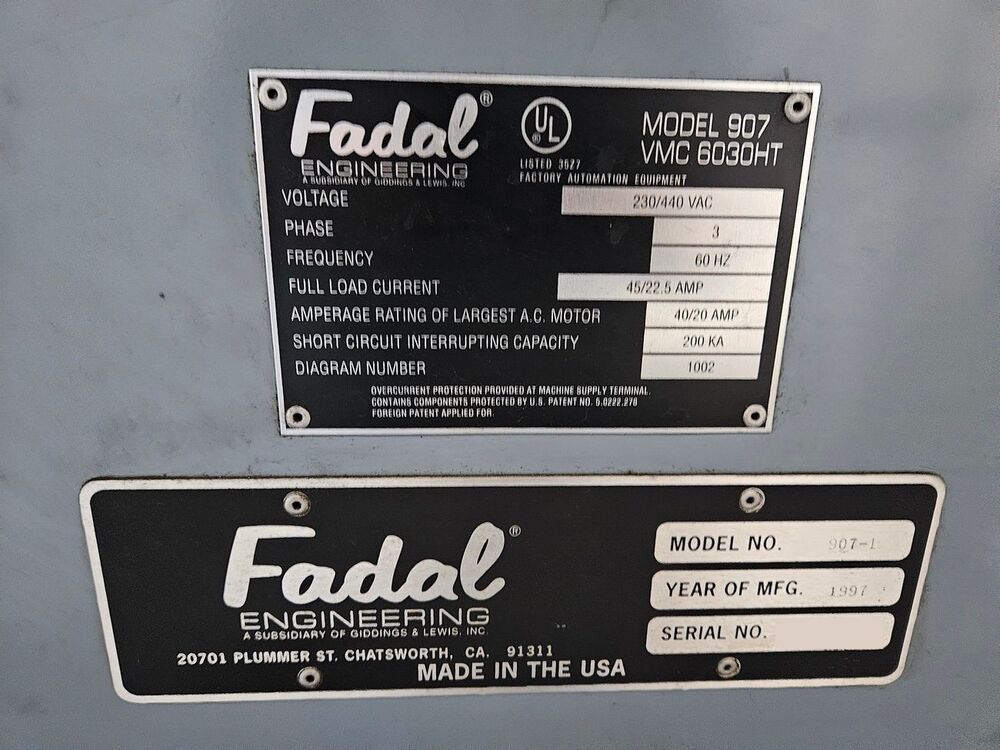 Fadal®
ENGINEERING
A SUBSIDIARY OF GIDDINGS & LEWIS, INC
UL
®
LISTED 3527
FACTORY AUTOMATION EQUIPMENT
MODEL 907
VMC 6030HT
VOLTAGE 230/440 VAC
PHASE 3
FREQUENCY 60 HZ
FULL LOAD CURRENT 45/22.5 AMP
AMPERAGE RATING OF LARGEST A.C. MOTOR 40/20 AMP
SHORT CIRCUIT INTERRUPTING CAPACITY 200 KA
DIAGRAM NUMBER 1002
OVERCURRENT PROTECTION PROVIDED AT MACHINE SUPPLY TERMINAL.
CONTAINS COMPONENTS PROTECTED BY U.S. PATENT NO. 5.0222.278
FOREIGN PATENT APPLIED FOR.
Fadal®
ENGINEERING
A SUBSIDIARY OF GIDDINGS & LEWIS, INC.
20701 PLUMMER ST. CHATSWORTH, CA. 91311
MADE IN THE USA
MODEL NO. 907-1
YEAR OF MFG. 1997
SERIAL NO.